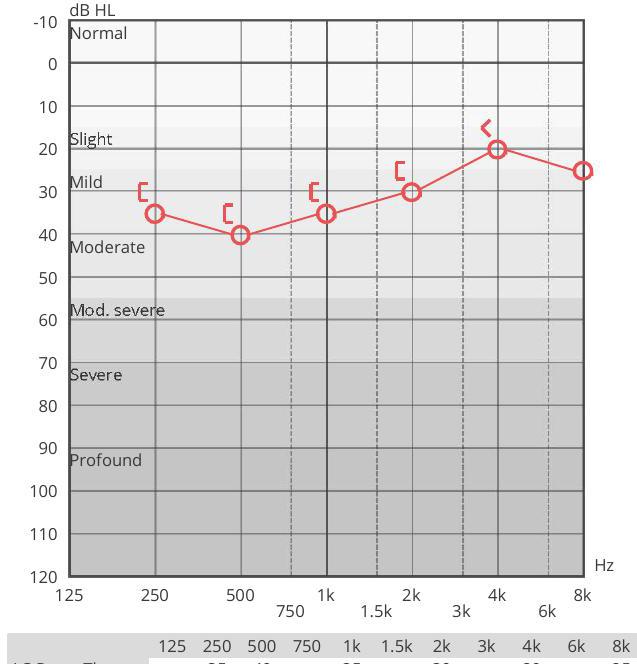 dB HL
-10
Normal
0
10
Slight
20
Mild
30
40
Moderate
50
Mod. severe
60
70
Severe
80
90
Profound
100
110
Hz
120
125 250 500 1k 2k 4k 8k
750 1.5k 3k 6k
125 250 500 750 1k 1.5k 2k 3k 4k 6k 8k